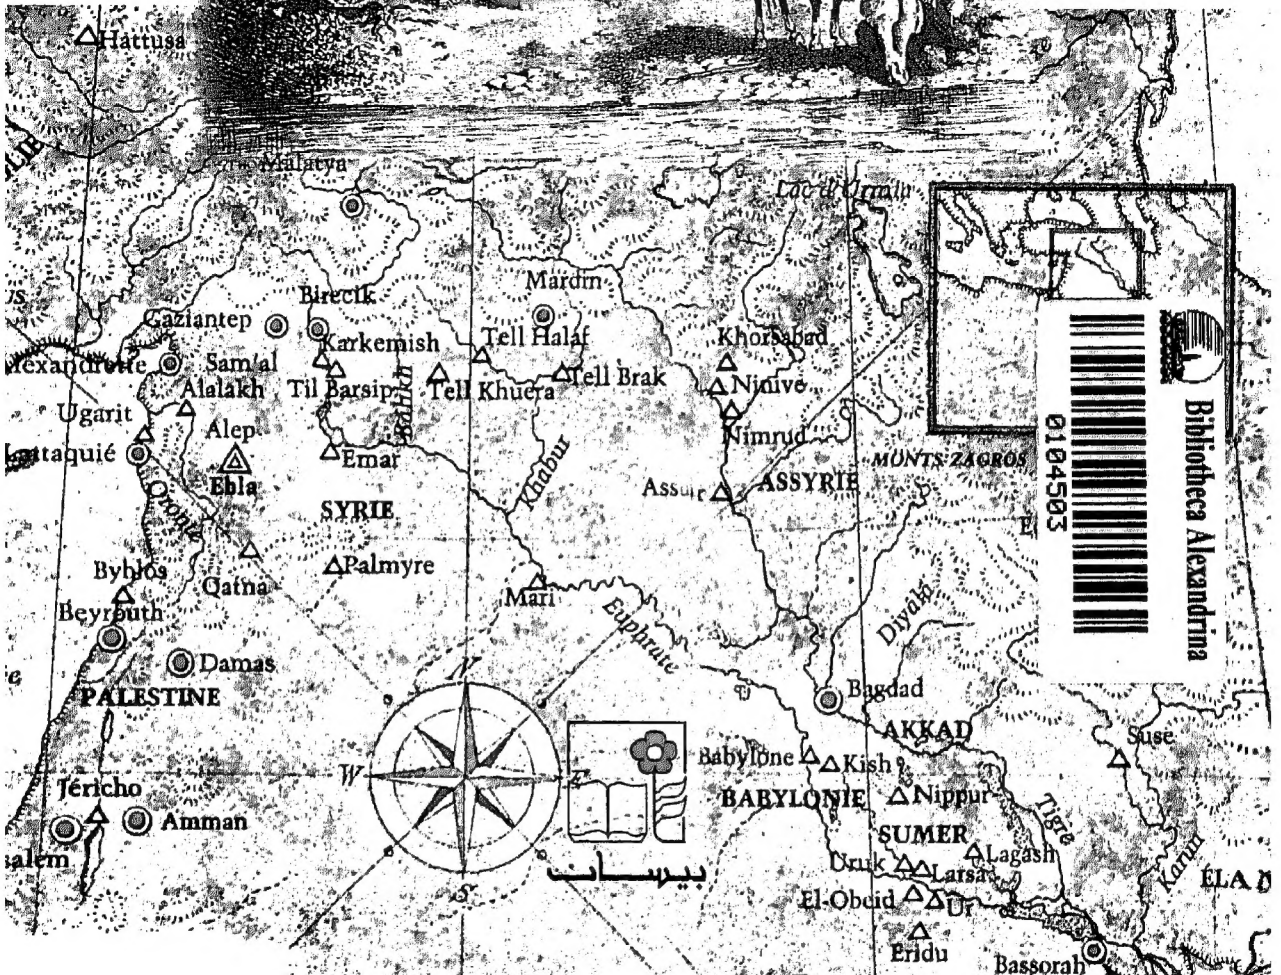 Hattusa
Malatya
Lac d'Urmia
Mardin
Birecik
Gaziantep
Karkemish
Tell Halaf
Khorsabad
Alexandrette
Sam'al
Til Barsip
Balikh
Tell Khuera
Tell Brak
Ninive
Alalakh
Ugarit
Alep
Nimrud
Lattaquié
Ebla
Emar
Khabur
MONTS ZAGROS
Assur
ASSYRIE
Oronte
SYRIE
Byblos
Qatna
Palmyre
Mari
Euphrate
Diyala
Beyrouth
Damas
PALESTINE
Bagdad
AKKAD
Suse
N
W
E
S
Babylone
Kish
BABYLONIE
Nippur
Jéricho
Amman
salem
SUMER
Tigre
Lagash
Uruk
Larsa
Karun
ÉLA
El-Obeid
Ur
Eridu
Bassorah
بيسان
Bibliotheca Alexandrina
0104503